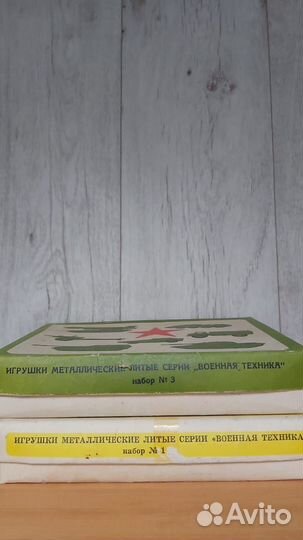 ИГРУШКИ МЕТАЛЛИЧЕСКИЕ ЛИТЫЕ СЕРИИ „ВОЕННАЯ ТЕХНИКА"
набор № 3
ИГРУШКИ МЕТАЛЛИЧЕСКИЕ ЛИТЫЕ СЕРИИ «ВОЕННАЯ ТЕХНИКА
набор № 1
Avito